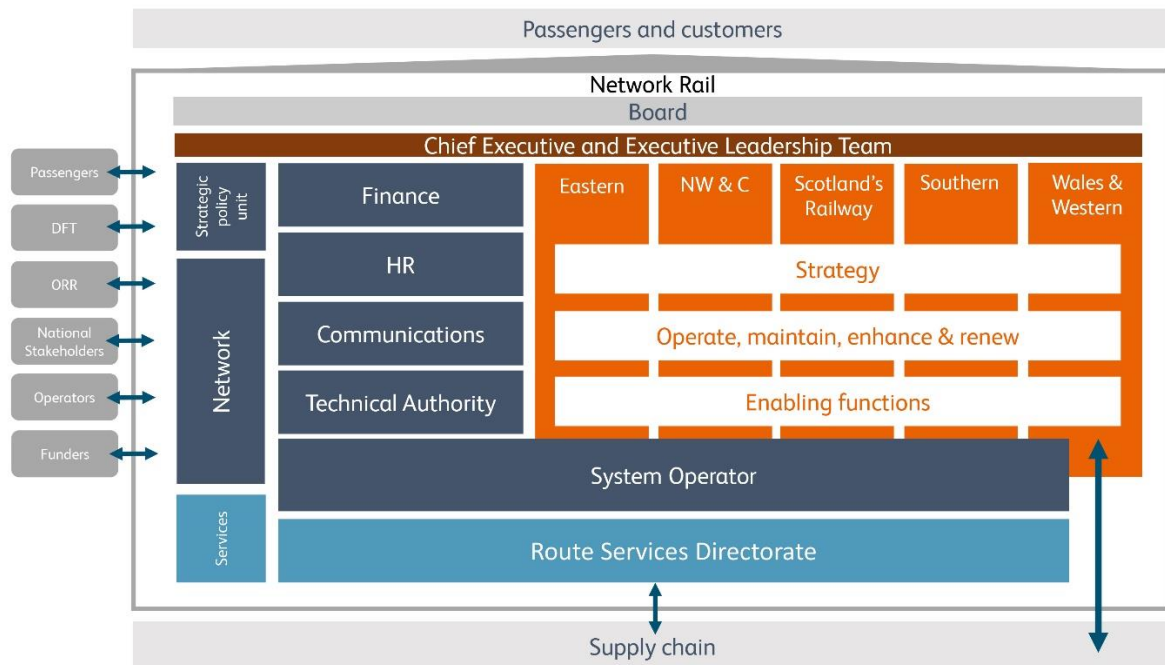 Passengers and customers
Network Rail
Board
Chief Executive and Executive Leadership Team
Passengers
DFT
ORR
National
Stakeholders
Operators
Funders
Strategic
policy
unit
Network
Services
Finance
HR
Communications
Technical Authority
Eastern
NW & C
Scotland's
Railway
Southern
Wales &
Western
Strategy
Operate, maintain, enhance & renew
Enabling functions
System Operator
Route Services Directorate
Supply chain